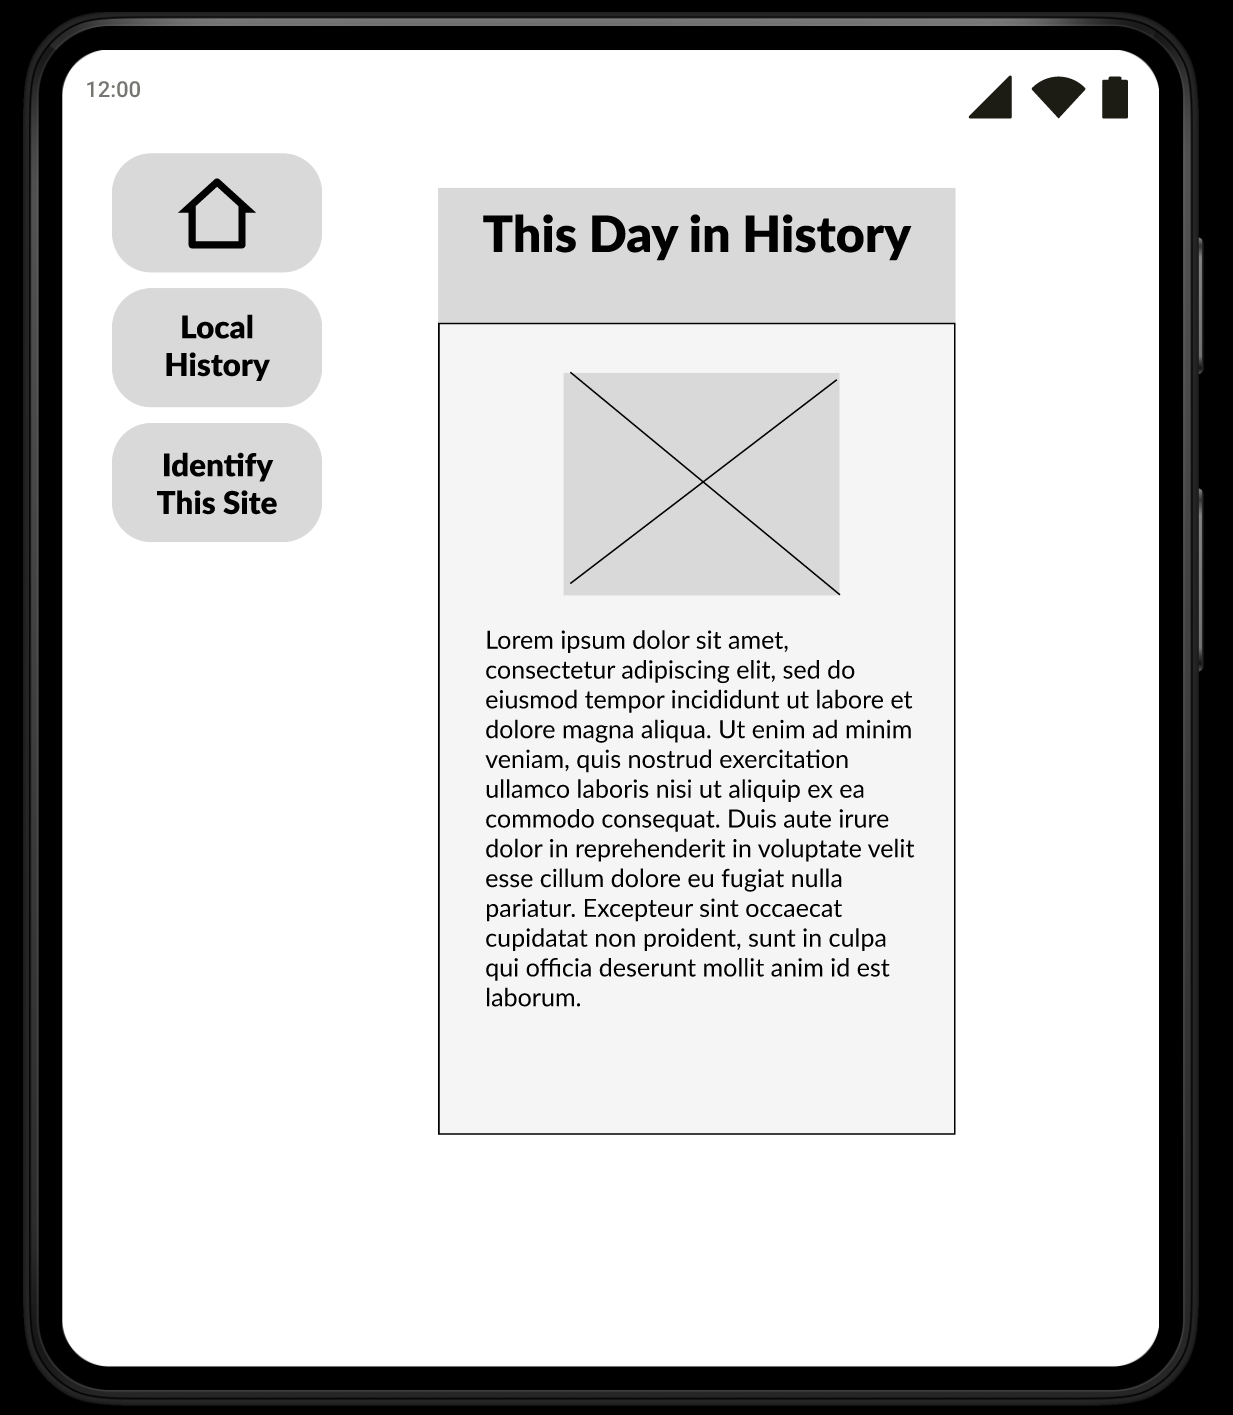 12:00
Local
History
Identify
This Site
This Day in History
Lorem ipsum dolor sit amet,
consectetur adipiscing elit, sed do
eiusmod tempor incididunt ut labore et
dolore magna aliqua. Ut enim ad minim
veniam, quis nostrud exercitation
ullamco laboris nisi ut aliquip ex ea
commodo consequat. Duis aute irure
dolor in reprehenderit in voluptate velit
esse cillum dolore eu fugiat nulla
pariatur. Excepteur sint occaecat
cupidatat non proident, sunt in culpa
qui officia deserunt mollit anim id est
laborum.